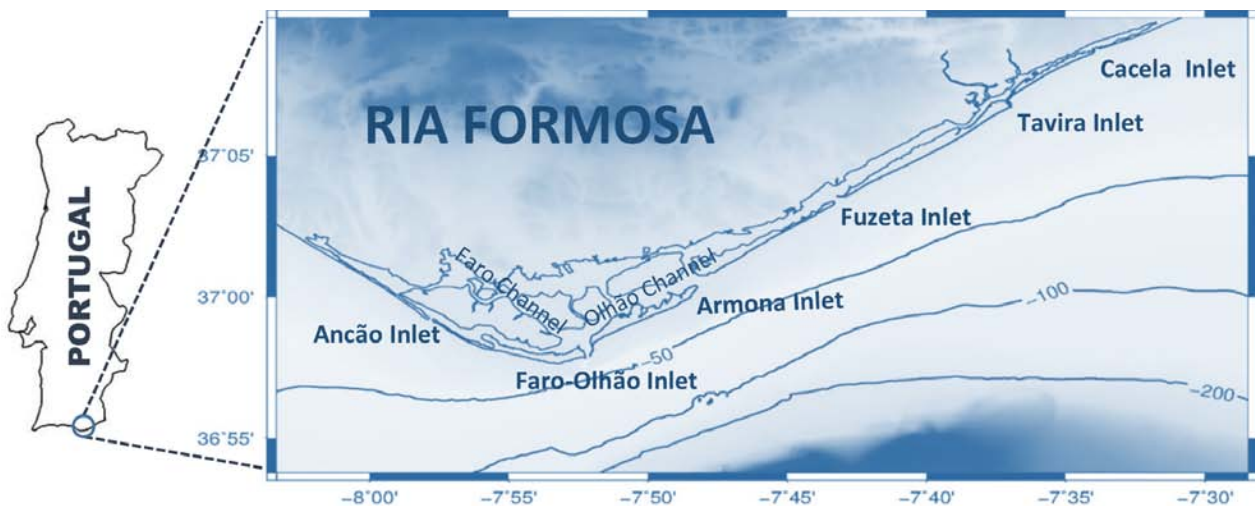 PORTUGAL
RIA FORMOSA
Cacela Inlet
Tavira Inlet
Fuzeta Inlet
Faro Channel
Olhão Channel
Armona Inlet
Ancão Inlet
Faro-Olhão Inlet
-50
-100
-200
37°05'
37°00'
36°55'
-8°00'
-7°55'
-7°50'
-7°45'
-7°40'
-7°35'
-7°30'